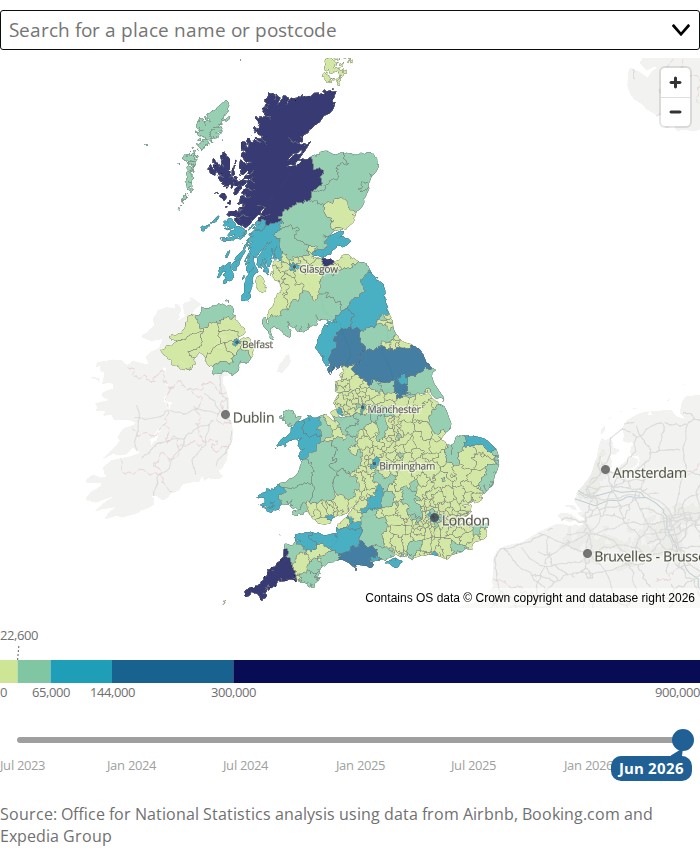 Search for a place name or postcode
+
−
Glasgow
Belfast
Dublin
Manchester
Birmingham
Amsterdam
London
Bruxelles - Brusse
Contains OS data © Crown copyright and database right 2026
22,600
0 65,000 144,000 300,000 900,000
Jul 2023 Jan 2024 Jul 2024 Jan 2025 Jul 2025 Jan 2026
Jun 2026
Source: Office for National Statistics analysis using data from Airbnb, Booking.com and
Expedia Group